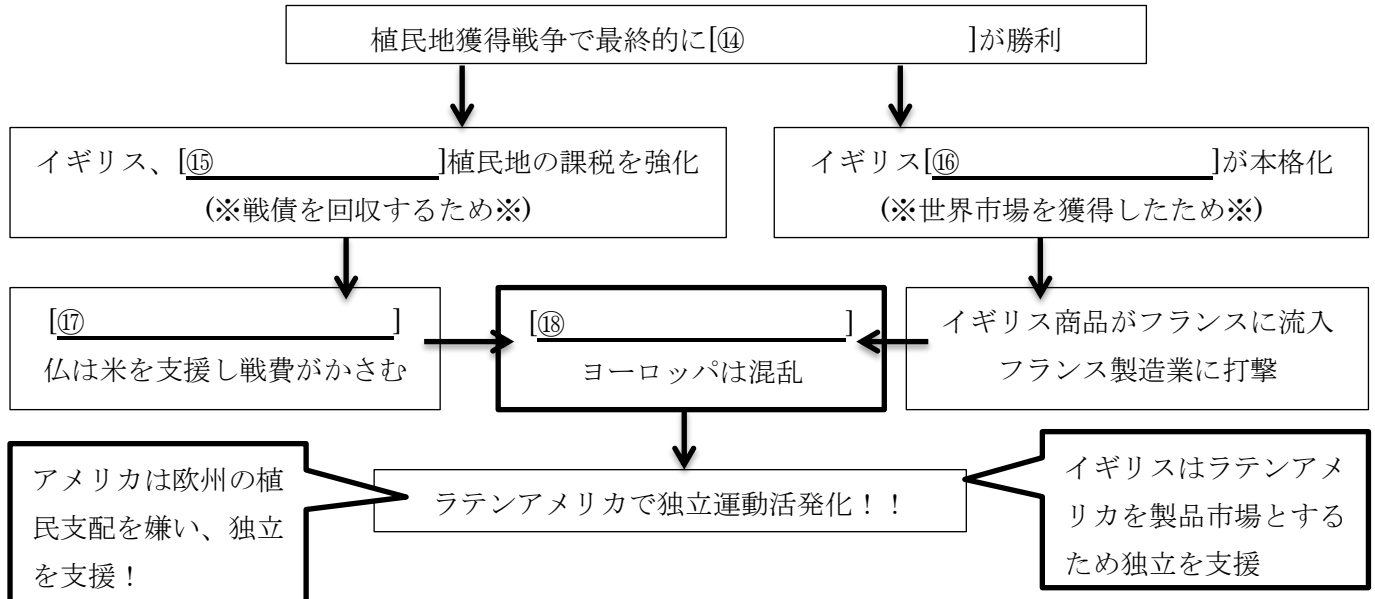 植民地獲得戦争で最終的に[⑭ ]が勝利
イギリス、[⑮ ]植民地の課税を強化
(※戦債を回収するため※)
イギリス[⑯ ]が本格化
(※世界市場を獲得したため※)
[⑰ ]
仏は米を支援し戦費がかさむ
[⑱ ]
ヨーロッパは混乱
イギリス商品がフランスに流入
フランス製造業に打撃
アメリカは欧州の植
民支配を嫌い、独立
を支援！
ラテンアメリカで独立運動活発化！！
イギリスはラテンアメ
リカを製品市場とする
ため独立を支援